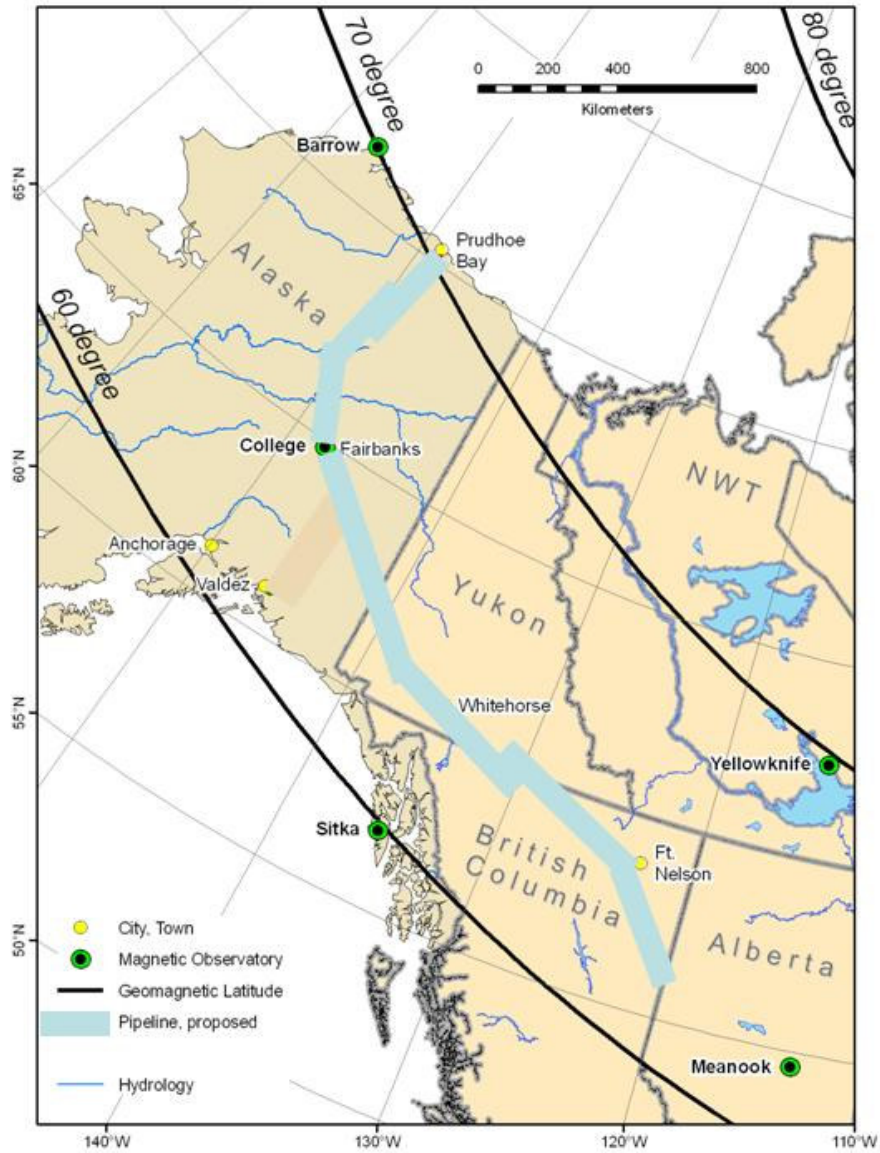 70 degree
80 degree
0 200 400 800
Kilometers
Barrow
65°N
Prudhoe
Bay
Alaska
60 degree
College
Fairbanks
60°N
NWT
Anchorage
Valdez
Yukon
Whitehorse
55°N
Yellowknife
Sitka
British
Columbia
Ft.
Nelson
50°N
City, Town
Magnetic Observatory
Geomagnetic Latitude
Pipeline, proposed
Hydrology
Alberta
Meanook
140°W
130°W
120°W
110°W